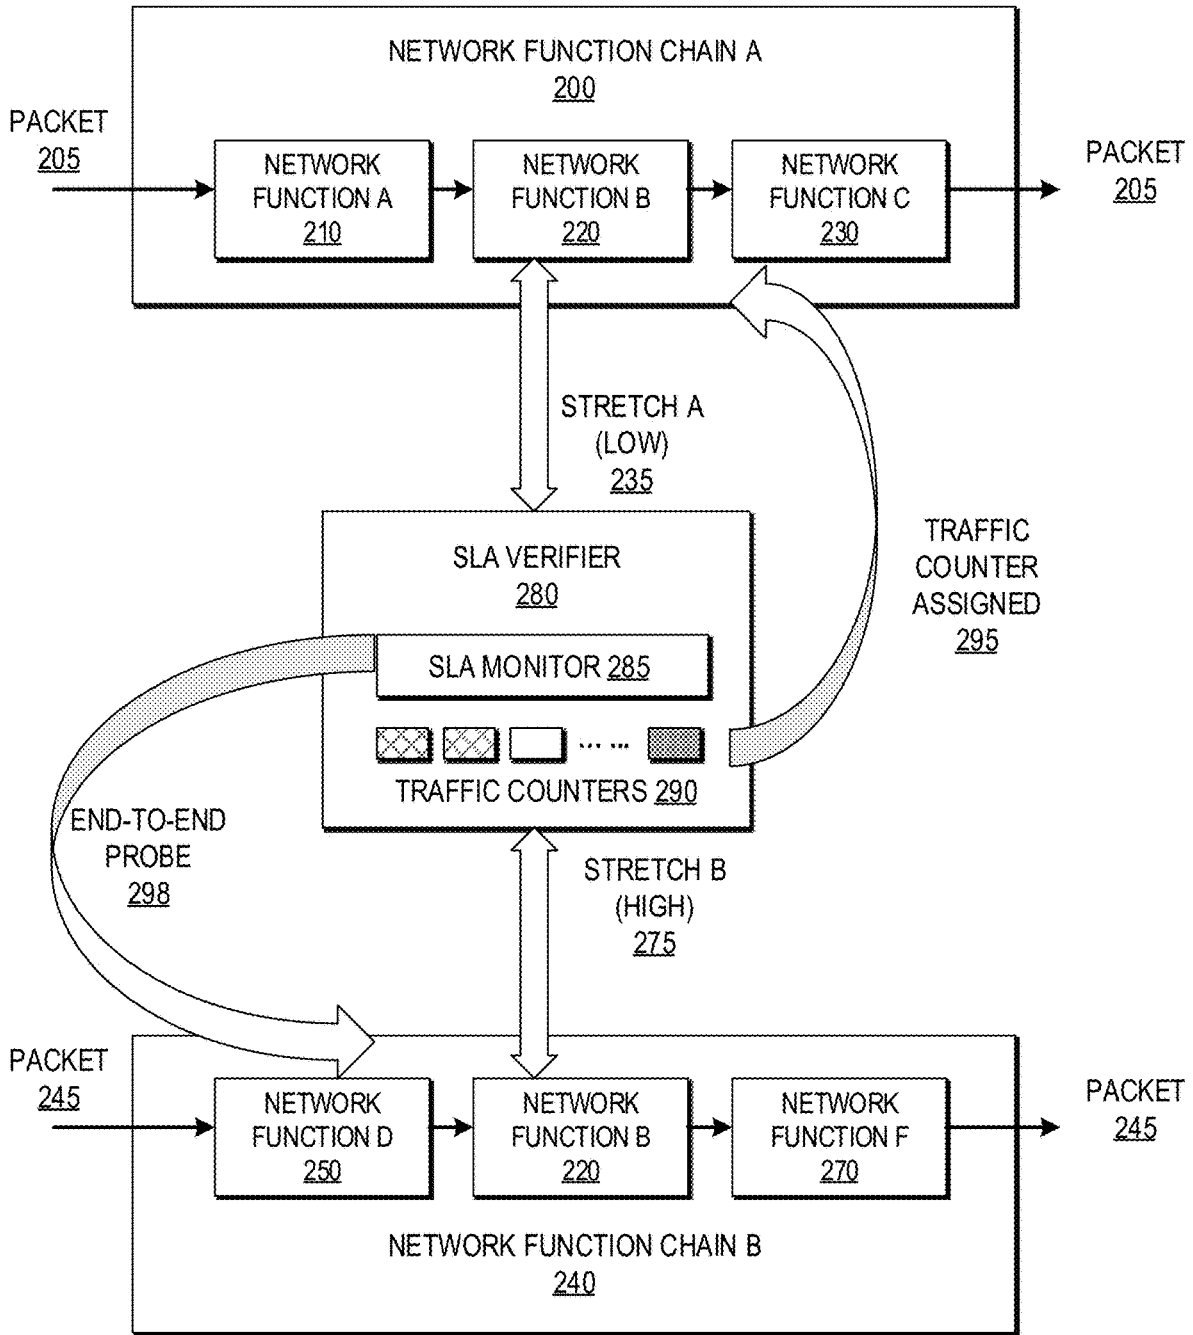 NETWORK FUNCTION CHAIN A
200
PACKET
205
NETWORK
FUNCTION A
210
NETWORK
FUNCTION B
220
NETWORK
FUNCTION C
230
PACKET
205
STRETCH A
(LOW)
235
SLA VERIFIER
280
SLA MONITOR 285
TRAFFIC COUNTERS 290
TRAFFIC
COUNTER
ASSIGNED
295
END-TO-END
PROBE
298
STRETCH B
(HIGH)
275
PACKET
245
NETWORK
FUNCTION D
250
NETWORK
FUNCTION B
220
NETWORK
FUNCTION F
270
PACKET
245
NETWORK FUNCTION CHAIN B
240